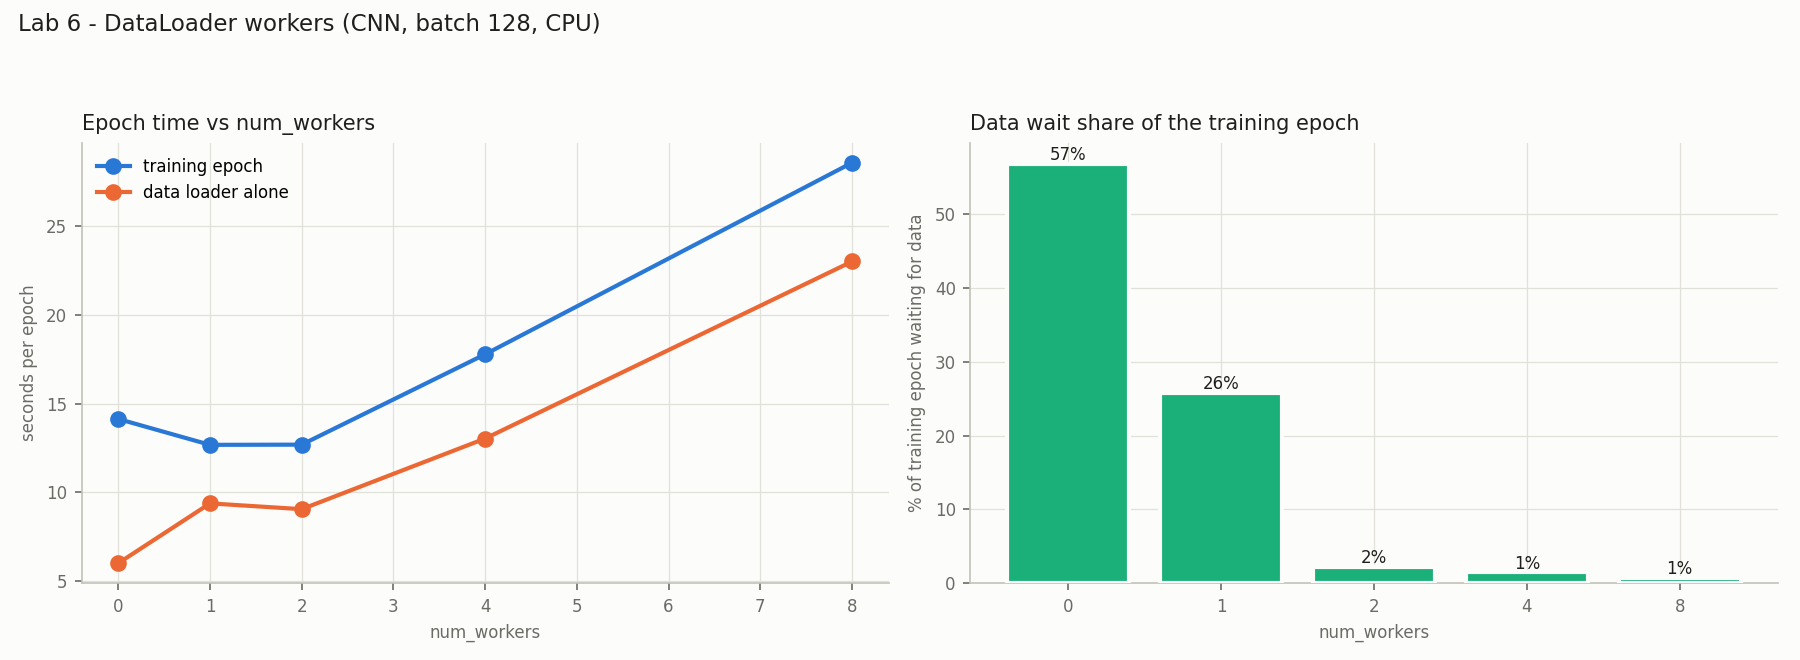 Lab 6 - DataLoader workers (CNN, batch 128, CPU)
Epoch time vs num_workers
training epoch
data loader alone
seconds per epoch
25
20
15
10
5
0 1 2 3 4 5 6 7 8
num_workers
Data wait share of the training epoch
% of training epoch waiting for data
50
40
30
20
10
0
57%
26%
2%
1%
1%
0 1 2 4 8
num_workers